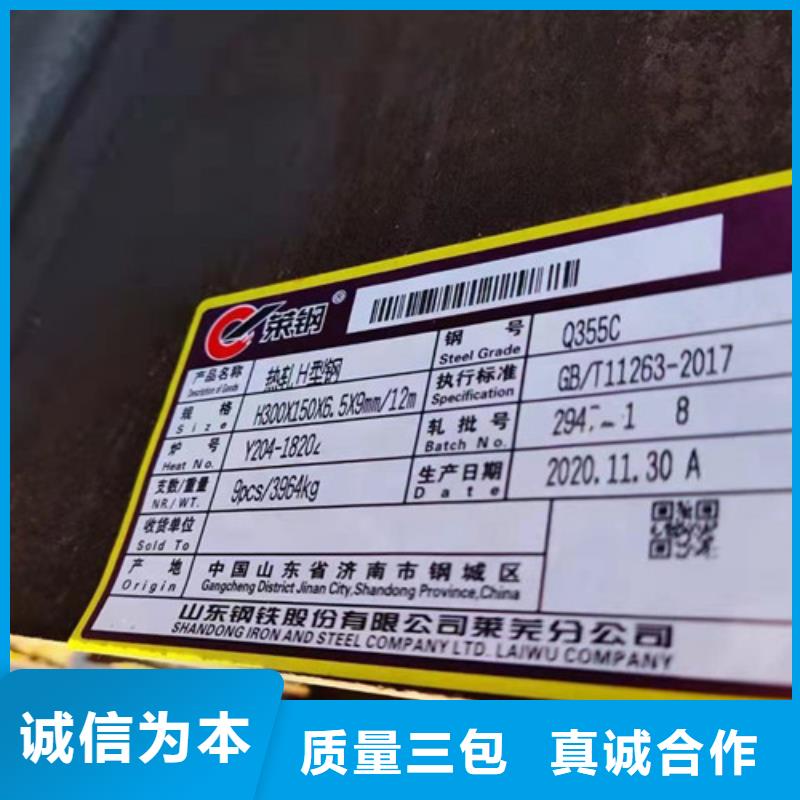 莱钢®
钢号 Q355C
Steel Grade
产品名称 热轧H型钢
Description of Goods
执行标准 GB/T11263-2017
Specification
规格 H300X150X6.5X9mm/12m
Size
轧批号 8
Batch No.
炉号
Heat No.
生产日期 2020.11.30 A
Date
支数/重量 9pcs/3964kg
NR./WT.
收货单位
Sold To
产地 中国山东省济南市钢城区
Origin Gangcheng District Jinan City, Shandong Province, China
山东钢铁股份有限公司莱芜分公司
SHANDONG IRON AND STEEL COMPANY LTD. LAIWU COMPANY
诚信为本 质量三包 真诚合作